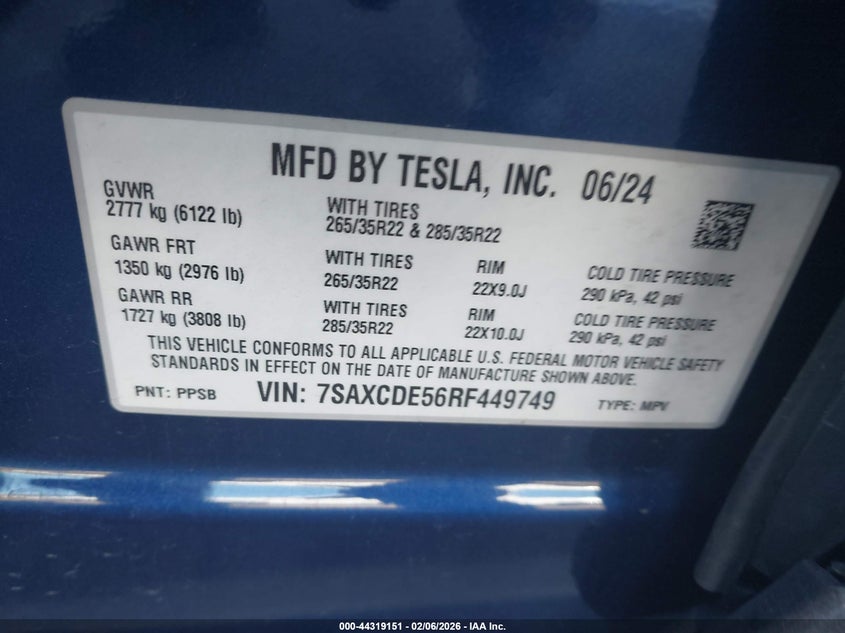 MFD BY TESLA, INC. 06/24
GVWR
2777 kg (6122 lb)
WITH TIRES
265/35R22 & 285/35R22
GAWR FRT
1350 kg (2976 lb)
WITH TIRES
265/35R22
RIM
22X9.0J
COLD TIRE PRESSURE
290 kPa, 42 psi
GAWR RR
1727 kg (3808 lb)
WITH TIRES
285/35R22
RIM
22X10.0J
COLD TIRE PRESSURE
290 kPa, 42 psi
THIS VEHICLE CONFORMS TO ALL APPLICABLE U.S. FEDERAL MOTOR VEHICLE SAFETY
STANDARDS IN EFFECT ON THE DATE OF MANUFACTURE SHOWN ABOVE.
PNT: PPSB VIN: 7SAXCDE56RF449749 TYPE: MPV
000-44319151 - 02/06/2026 - IAA Inc.